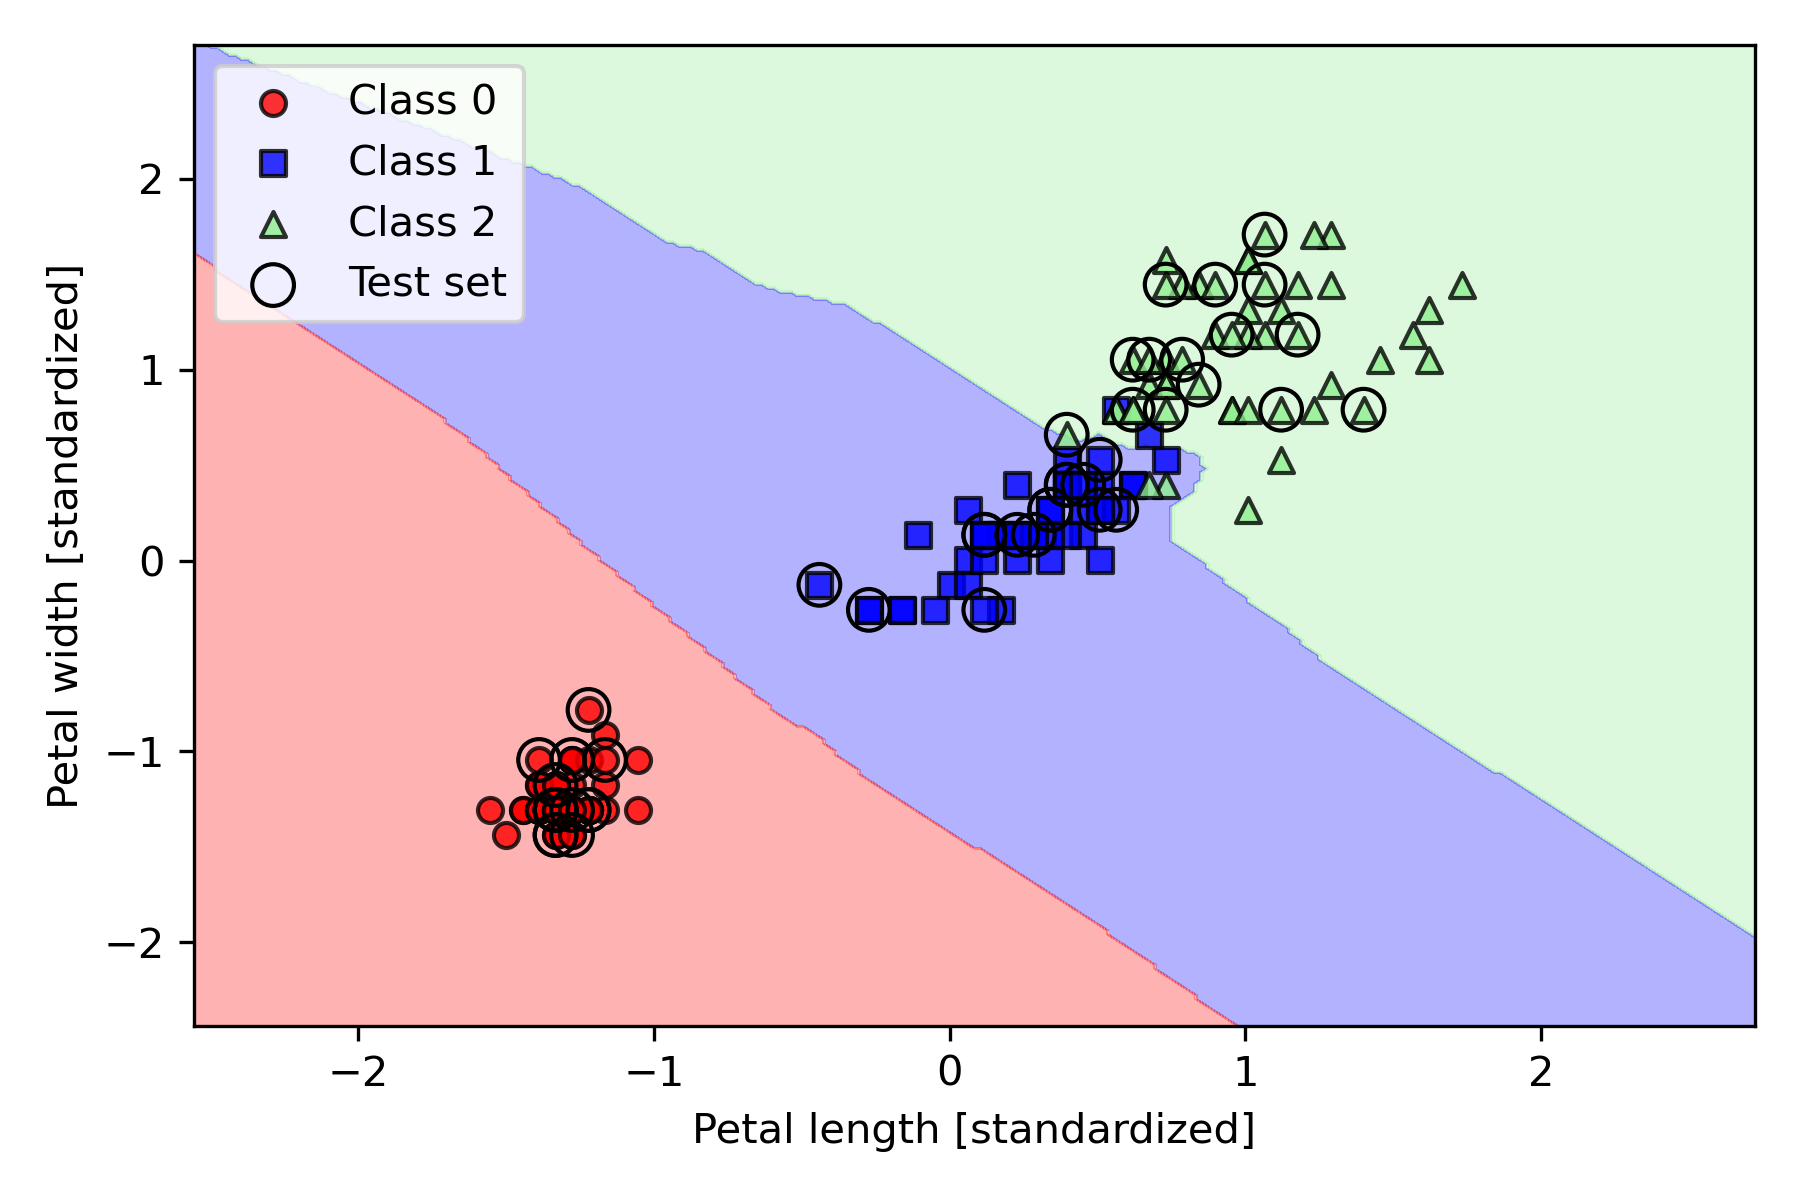 Class 0
Class 1
Class 2
Test set
2
1
0
−1
−2
Petal width [standardized]
−2
−1
0
1
2
Petal length [standardized]